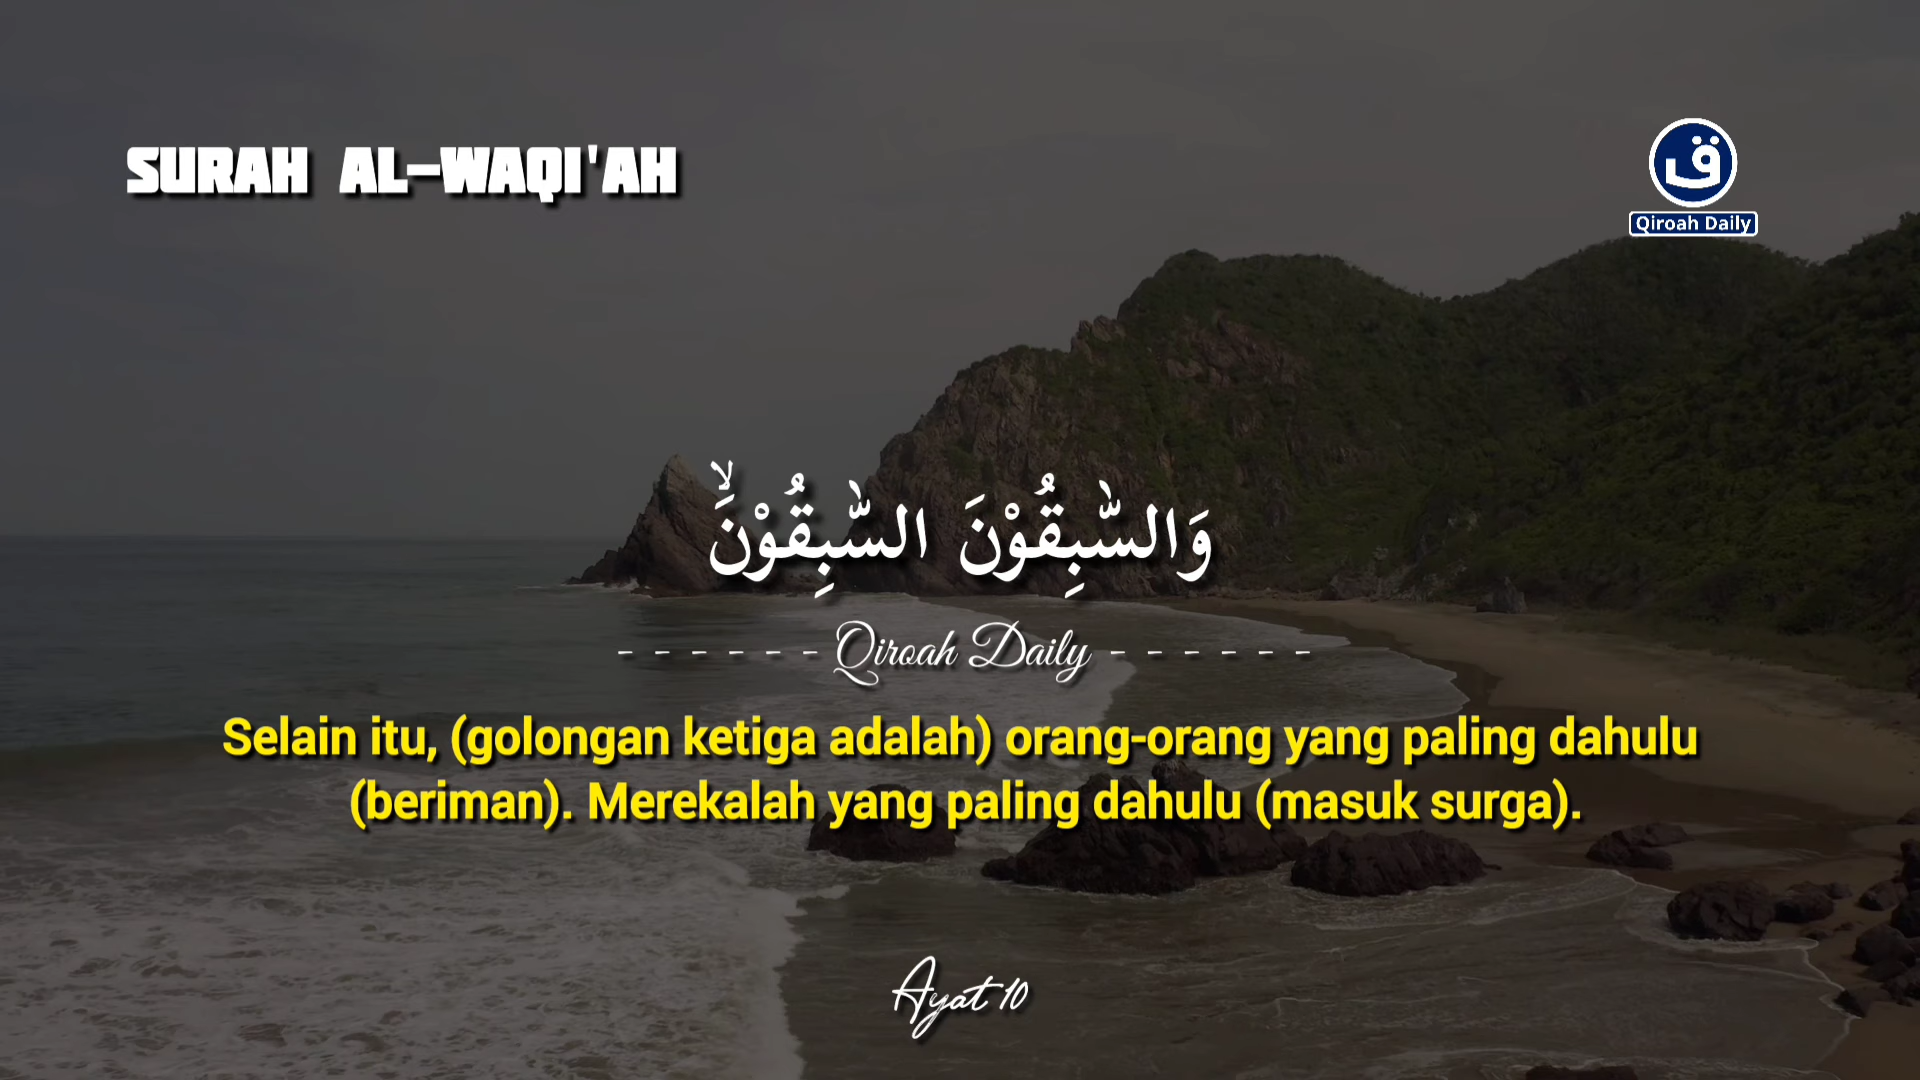 SURAH AL-WAQI'AH
ق
Qiroah Daily
وَالسّٰبِقُوْنَ السّٰبِقُوْنَۙ
------ Qiroah Daily ------
Selain itu, (golongan ketiga adalah) orang-orang yang paling dahulu
(beriman). Merekalah yang paling dahulu (masuk surga).
Ayat 10